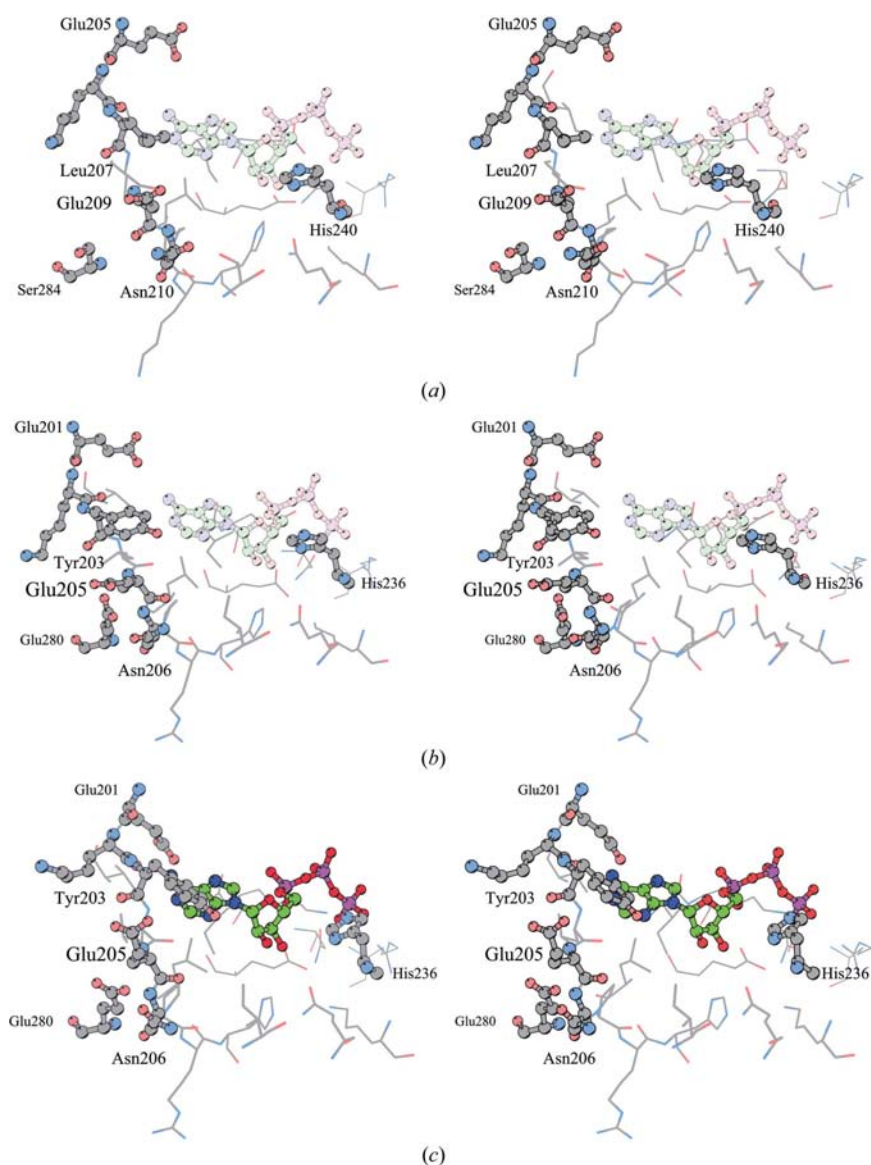 Glu205 Glu205
Leu207 Leu207
Glu209 Glu209
His240 His240
Ser284 Asn210 Ser284 Asn210
(a)
Glu201 Glu201
Tyr203 Tyr203
Glu205 His236 Glu205 His236
Glu280 Glu280
Asn206 Asn206
(b)
Glu201 Glu201
Tyr203 Tyr203
Glu205 Glu205
His236 His236
Glu280 Glu280
Asn206 Asn206
(c)